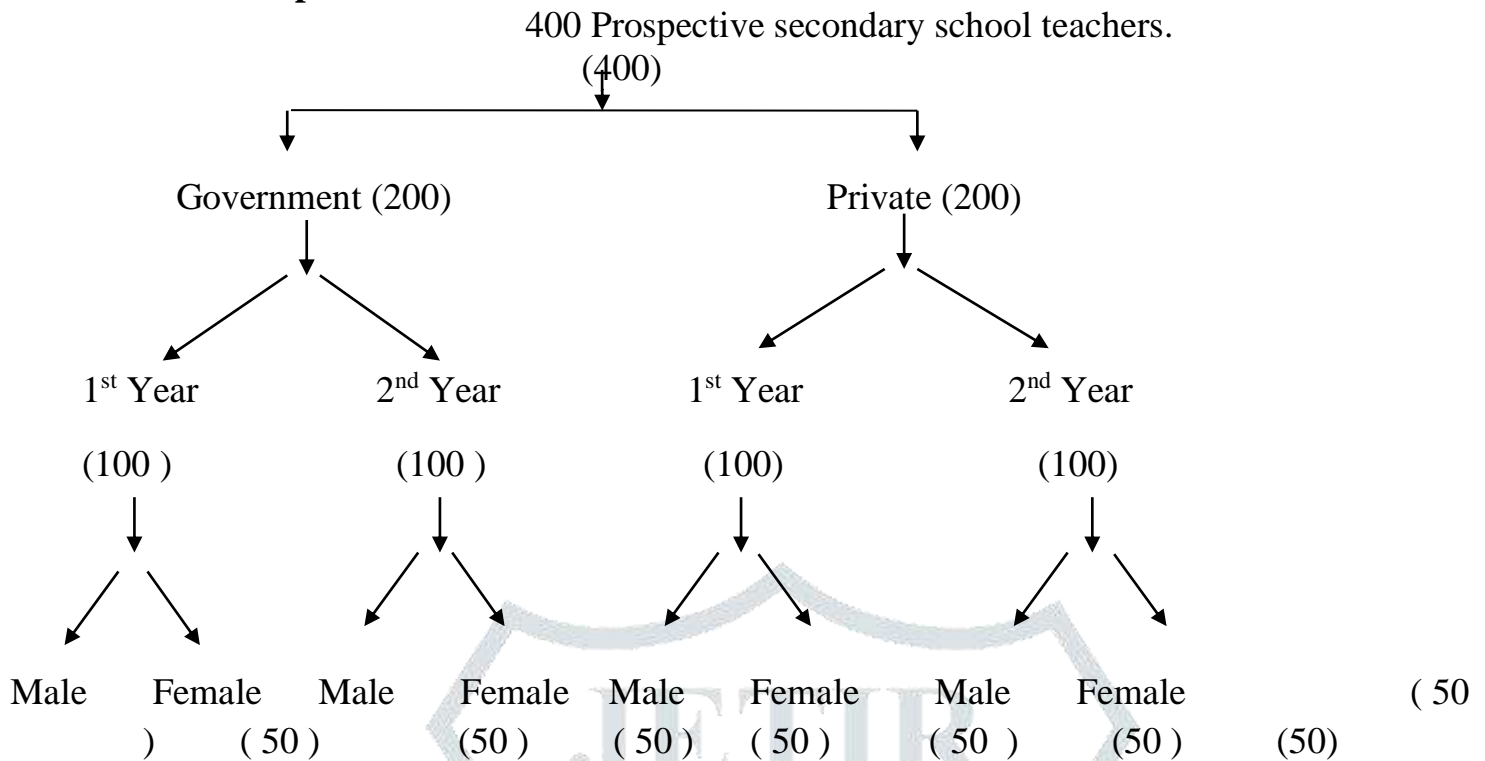 400 Prospective secondary school teachers.
(400)
Government (200) Private (200)
1st Year 2nd Year 1st Year 2nd Year
(100 ) (100 ) (100) (100)
Male Female Male Female Male Female Male Female ( 50
) ( 50 ) (50 ) ( 50 ) ( 50 ) ( 50 ) (50 ) (50)
JETIR